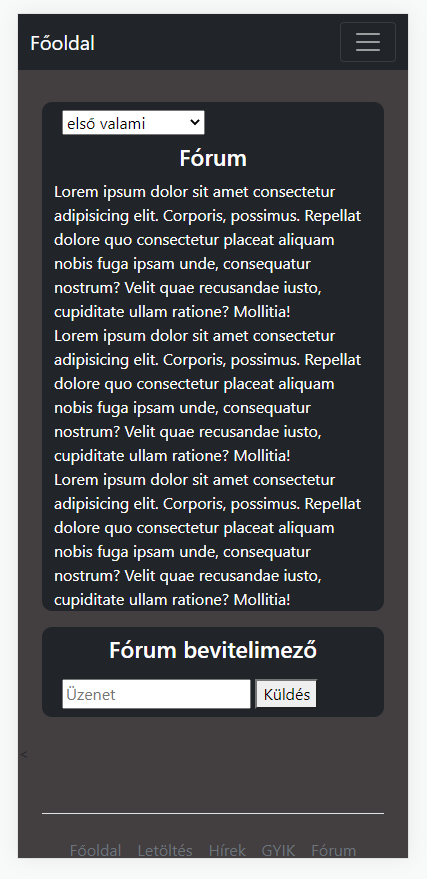 Főoldal
első valami
Fórum
Lorem ipsum dolor sit amet consectetur
adipisicing elit. Corporis, possimus. Repellat
dolore quo consectetur placeat aliquam
nobis fuga ipsam unde, consequatur
nostrum? Velit quae recusandae iusto,
cupiditate ullam ratione? Mollitia!
Lorem ipsum dolor sit amet consectetur
adipisicing elit. Corporis, possimus. Repellat
dolore quo consectetur placeat aliquam
nobis fuga ipsam unde, consequatur
nostrum? Velit quae recusandae iusto,
cupiditate ullam ratione? Mollitia!
Lorem ipsum dolor sit amet consectetur
adipisicing elit. Corporis, possimus. Repellat
dolore quo consectetur placeat aliquam
nobis fuga ipsam unde, consequatur
nostrum? Velit quae recusandae iusto,
cupiditate ullam ratione? Mollitia!
Fórum bevitelimező
Üzenet Küldés
<
Főoldal Letöltés Hírek GYIK Fórum